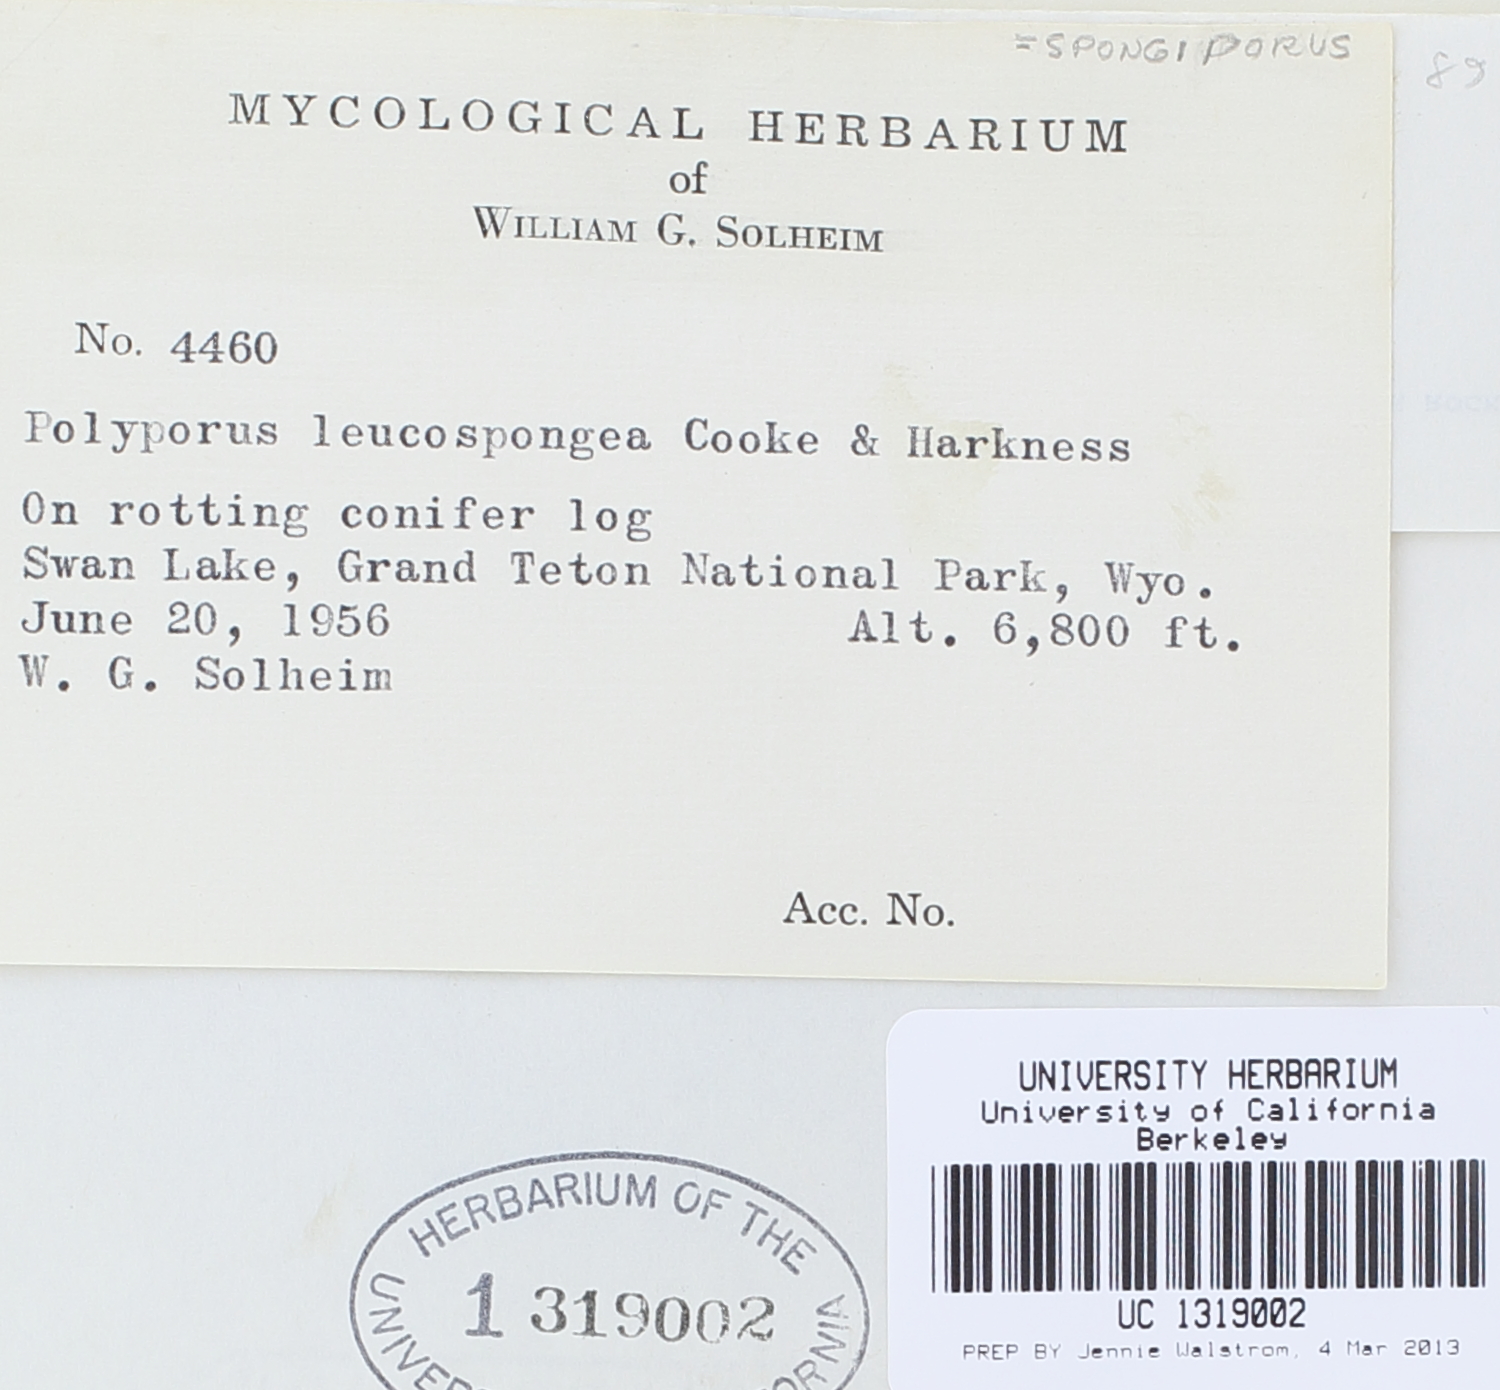 =SPONGIPORUS
89
MYCOLOGICAL HERBARIUM
of
WILLIAM G. SOLHEIM
No. 4460
Polyporus leucospongea Cooke & Harkness
On rotting conifer log
Swan Lake, Grand Teton National Park, Wyo.
June 20, 1956 Alt. 6,800 ft.
W. G. Solheim
Acc. No.
UNIVERSITY HERBARIUM
University of California
Berkeley
UC 1319002
PREP BY Jennie Walstrom, 4 Mar 2013
HERBARIUM OF THE
1319002